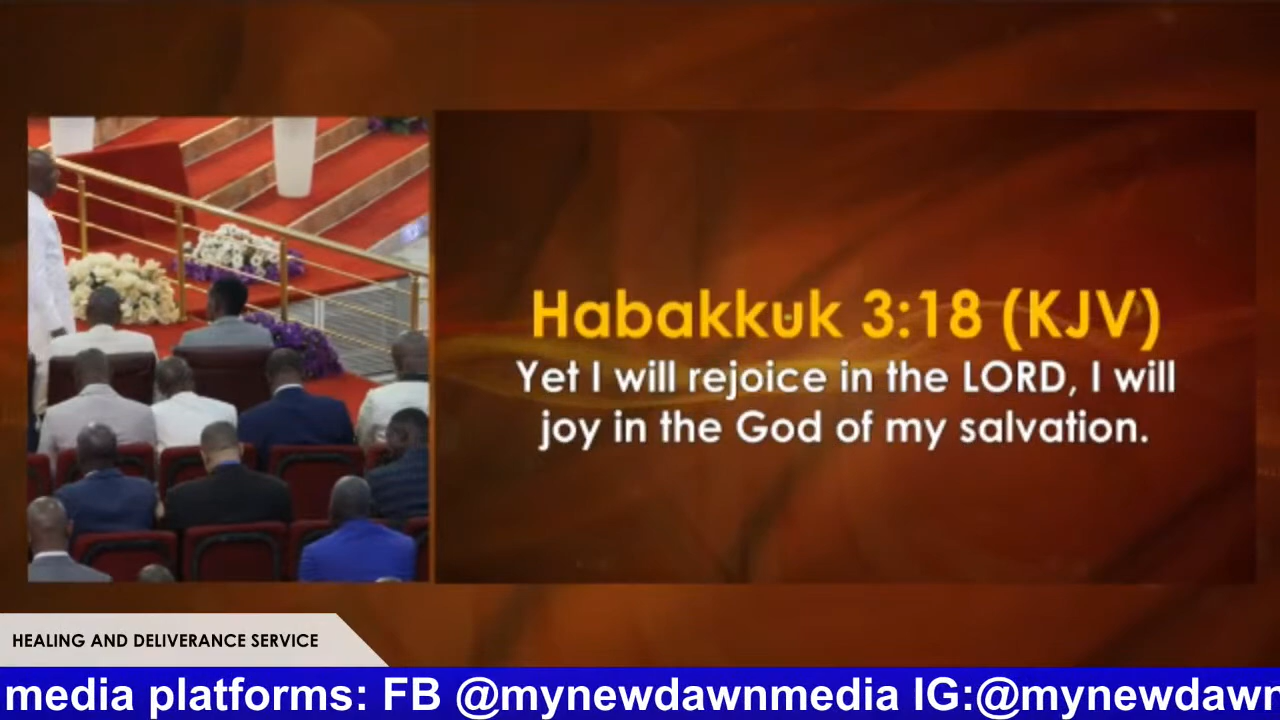 Habakkuk 3:18 (KJV)
Yet I will rejoice in the LORD, I will
joy in the God of my salvation.
HEALING AND DELIVERANCE SERVICE
media platforms: FB @mynewdawnmedia IG:@mynewdawn